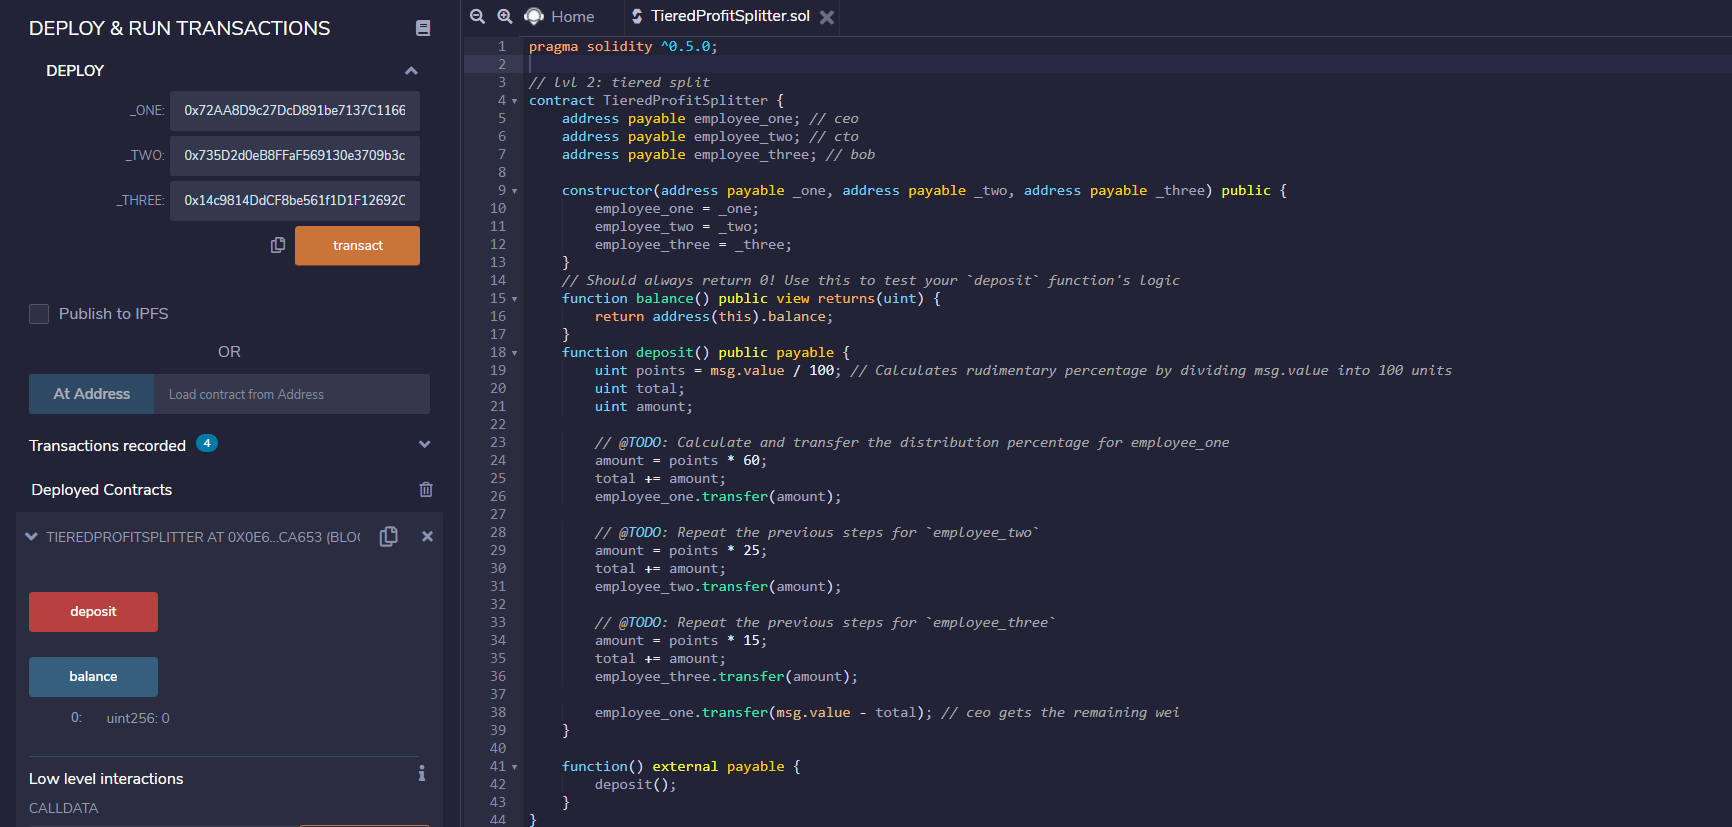 DEPLOY & RUN TRANSACTIONS
DEPLOY
_ONE: 0x72AA8D9c27DcD891be7137C1166
_TWO: 0x735D2d0eB8FFaF569130e3709b3c
_THREE: 0x14c9814DdCF8be561f1D1F12692C
transact
Publish to IPFS
OR
At Address Load contract from Address
Transactions recorded 4
Deployed Contracts
TIEREDPROFITSPLITTER AT 0X0E6...CA653 (BLOC
deposit
balance
0: uint256: 0
Low level interactions
CALLDATA
Home TieredProfitSplitter.sol
1 pragma solidity ^0.5.0;
2
3 // lvl 2: tiered split
4 contract TieredProfitSplitter {
5 address payable employee_one; // ceo
6 address payable employee_two; // cto
7 address payable employee_three; // bob
8
9 constructor(address payable _one, address payable _two, address payable _three) public {
10 employee_one = _one;
11 employee_two = _two;
12 employee_three = _three;
13 }
14 // Should always return 0! Use this to test your `deposit` function's logic
15 function balance() public view returns(uint) {
16 return address(this).balance;
17 }
18 function deposit() public payable {
19 uint points = msg.value / 100; // Calculates rudimentary percentage by dividing msg.value into 100 units
20 uint total;
21 uint amount;
22
23 // @TODO: Calculate and transfer the distribution percentage for employee_one
24 amount = points * 60;
25 total += amount;
26 employee_one.transfer(amount);
27
28 // @TODO: Repeat the previous steps for `employee_two`
29 amount = points * 25;
30 total += amount;
31 employee_two.transfer(amount);
32
33 // @TODO: Repeat the previous steps for `employee_three`
34 amount = points * 15;
35 total += amount;
36 employee_three.transfer(amount);
37
38 employee_one.transfer(msg.value - total); // ceo gets the remaining wei
39 }
40
41 function() external payable {
42 deposit();
43 }
44 }